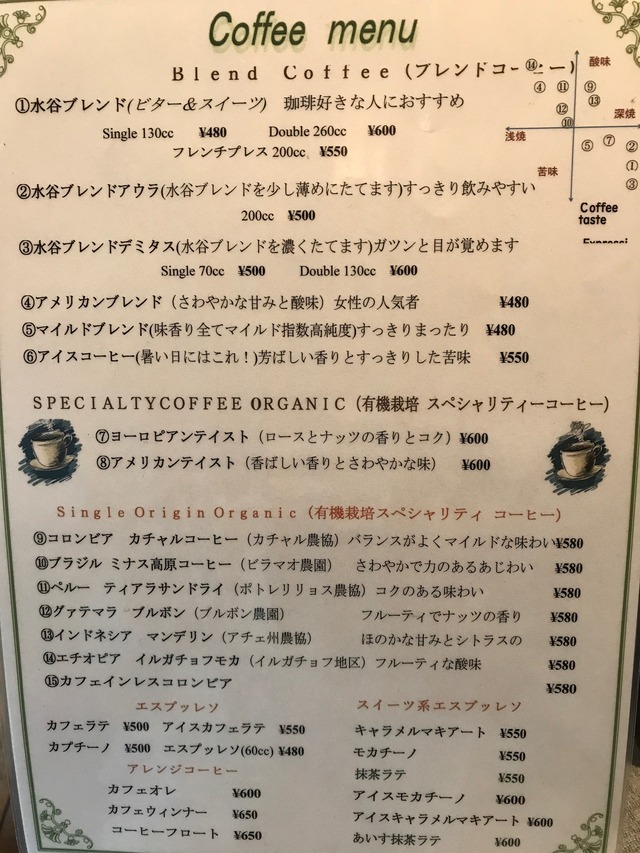 Coffee menu
Blend Coffee(ブレンドコーヒー)
①水谷ブレンド(ビター&スイーツ) 珈琲好きな人におすすめ
Single 130cc ¥480 Double 260cc ¥600
フレンチプレス 200cc ¥550
②水谷ブレンドアウラ(水谷ブレンドを少し薄めにたてます)すっきり飲みやすい
200cc ¥500
③水谷ブレンドデミタス(水谷ブレンドを濃くたてます)ガツンと目が覚めます
Single 70cc ¥500 Double 130cc ¥600
④アメリカンブレンド(さわやかな甘みと酸味)女性の人気者 ¥480
⑤マイルドブレンド(味香り全てマイルド指数高純度)すっきりまったり ¥480
⑥アイスコーヒー(暑い日にはこれ!)芳ばしい香りとすっきりした苦味 ¥550
酸味
⑭
④ ⑪ ⑨
⑬
⑫
⑩
深煎
浅煎
⑤ ⑦ ②
①
③
苦味
Coffee
taste
SPECIALTYCOFFEE ORGANIC(有機栽培 スペシャリティーコーヒー)
⑦ヨーロピアンテイスト(ロースとナッツの香りとコク)¥600
⑧アメリカンテイスト(香ばしい香りとさわやかな味) ¥600
Single Origin Organic(有機栽培スペシャリティ コーヒー)
⑨コロンビア カチャルコーヒー(カチャル農協)バランスがよくマイルドな味わい¥580
⑩ブラジル ミナス高原コーヒー(ビラマオ農園) さわやかで力のあるあじわい ¥580
⑪ペルー ティアラサンドライ(ポトレリリョス農協)コクのある味わい ¥580
⑫グァテマラ ブルボン(ブルボン農園) フルーティでナッツの香り ¥580
⑬インドネシア マンデリン(アチェ州農協) ほのかな甘みとシトラスの ¥580
⑭エチオピア イルガチョフモカ(イルガチョフ地区)フルーティな酸味 ¥580
⑮カフェインレスコロンビア ¥580
エスプッレソ
カフェラテ ¥500 アイスカフェラテ ¥550
カプチーノ ¥500 エスプッレソ(60cc) ¥480
アレンジコーヒー
カフェオレ ¥600
カフェウィンナー ¥650
コーヒーフロート ¥650
スイーツ系エスプッレソ
キャラメルマキアート ¥550
モカチーノ ¥550
抹茶ラテ ¥550
アイスモカチーノ ¥600
アイスキャラメルマキアート ¥600
あいす抹茶ラテ ¥600